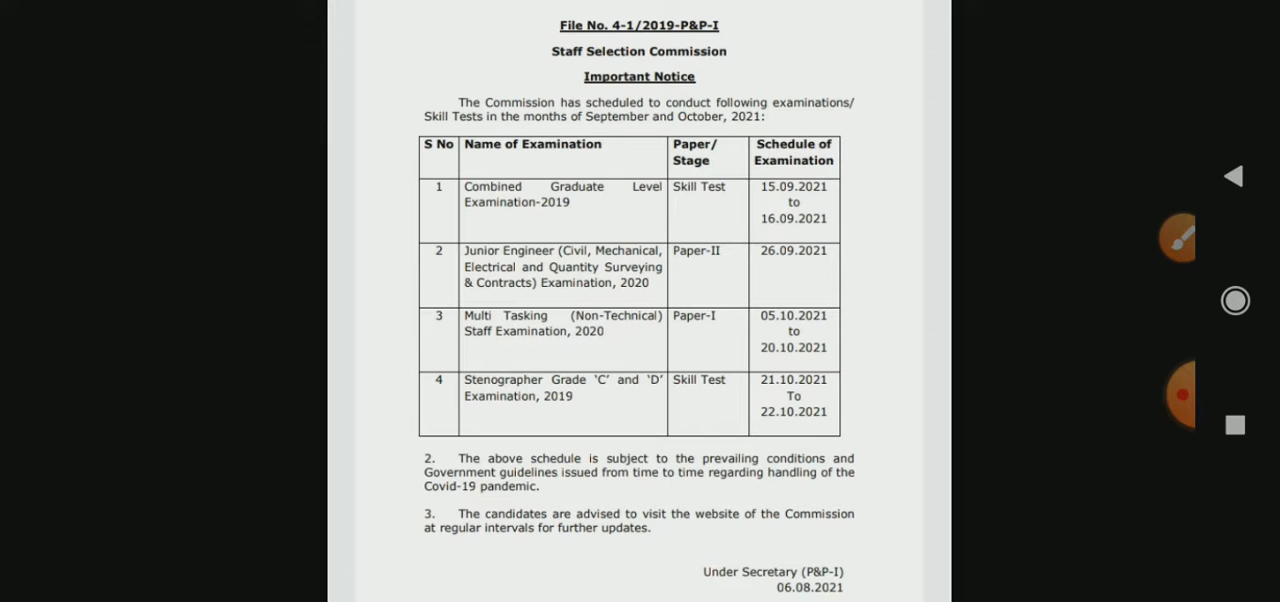 File No. 4-1/2019-P&P-I
Staff Selection Commission
Important Notice
The Commission has scheduled to conduct following examinations/
Skill Tests in the months of September and October, 2021:
S No Name of Examination Paper/ Schedule of
Stage Examination
1 Combined Graduate Level Skill Test 15.09.2021
Examination-2019 to
16.09.2021
2 Junior Engineer (Civil, Mechanical, Paper-II 26.09.2021
Electrical and Quantity Surveying
& Contracts) Examination, 2020
3 Multi Tasking (Non-Technical) Paper-I 05.10.2021
Staff Examination, 2020 to
20.10.2021
4 Stenographer Grade ‘C’ and ‘D’ Skill Test 21.10.2021
Examination, 2019 To
22.10.2021
2. The above schedule is subject to the prevailing conditions and
Government guidelines issued from time to time regarding handling of the
Covid-19 pandemic.
3. The candidates are advised to visit the website of the Commission
at regular intervals for further updates.
Under Secretary (P&P-I)
06.08.2021